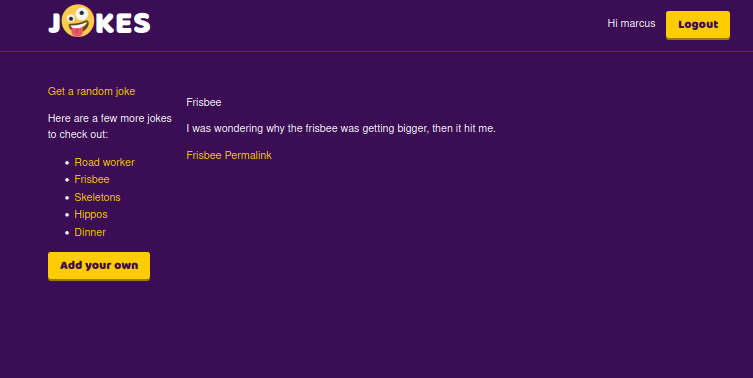 J🤪KES
Hi marcus
Logout
Get a random joke
Here are a few more jokes
to check out:
Road worker
Frisbee
Skeletons
Hippos
Dinner
Add your own
Frisbee
I was wondering why the frisbee was getting bigger, then it hit me.
Frisbee Permalink